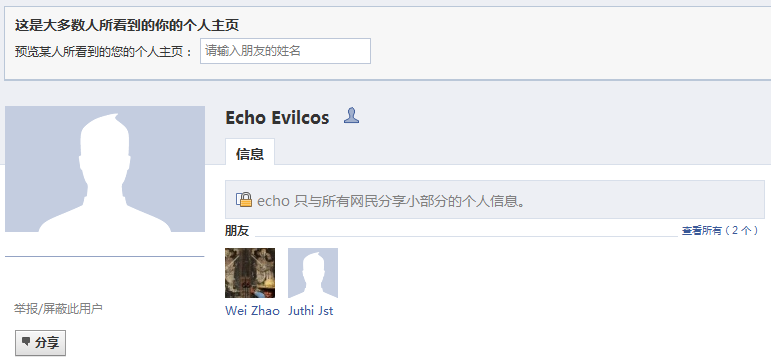 这是大多数人所看到的你的个人主页
预览某人所看到的您的个人主页： 请输入朋友的姓名
Echo Evilcos
信息
echo 只与所有网民分享小部分的个人信息。
朋友 查看所有（2 个）
Wei Zhao Juthi Jst
举报/屏蔽此用户
分享